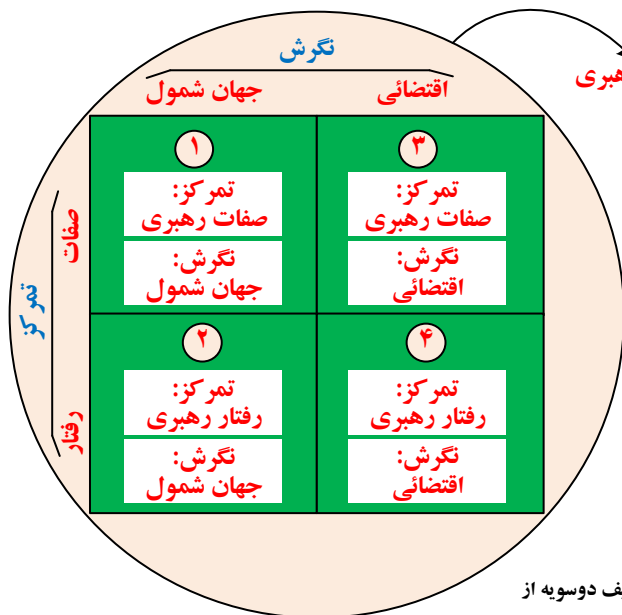 نگرش
اقتضائی
جهان شمول
تمرکز
صفات
رفتار
۱
تمرکز:
صفات رهبری
نگرش:
جهان شمول
۳
تمرکز:
صفات رهبری
نگرش:
اقتضائی
۲
تمرکز:
رفتار رهبری
نگرش:
جهان شمول
۴
تمرکز:
رفتار رهبری
نگرش:
اقتضائی
دوسویه از